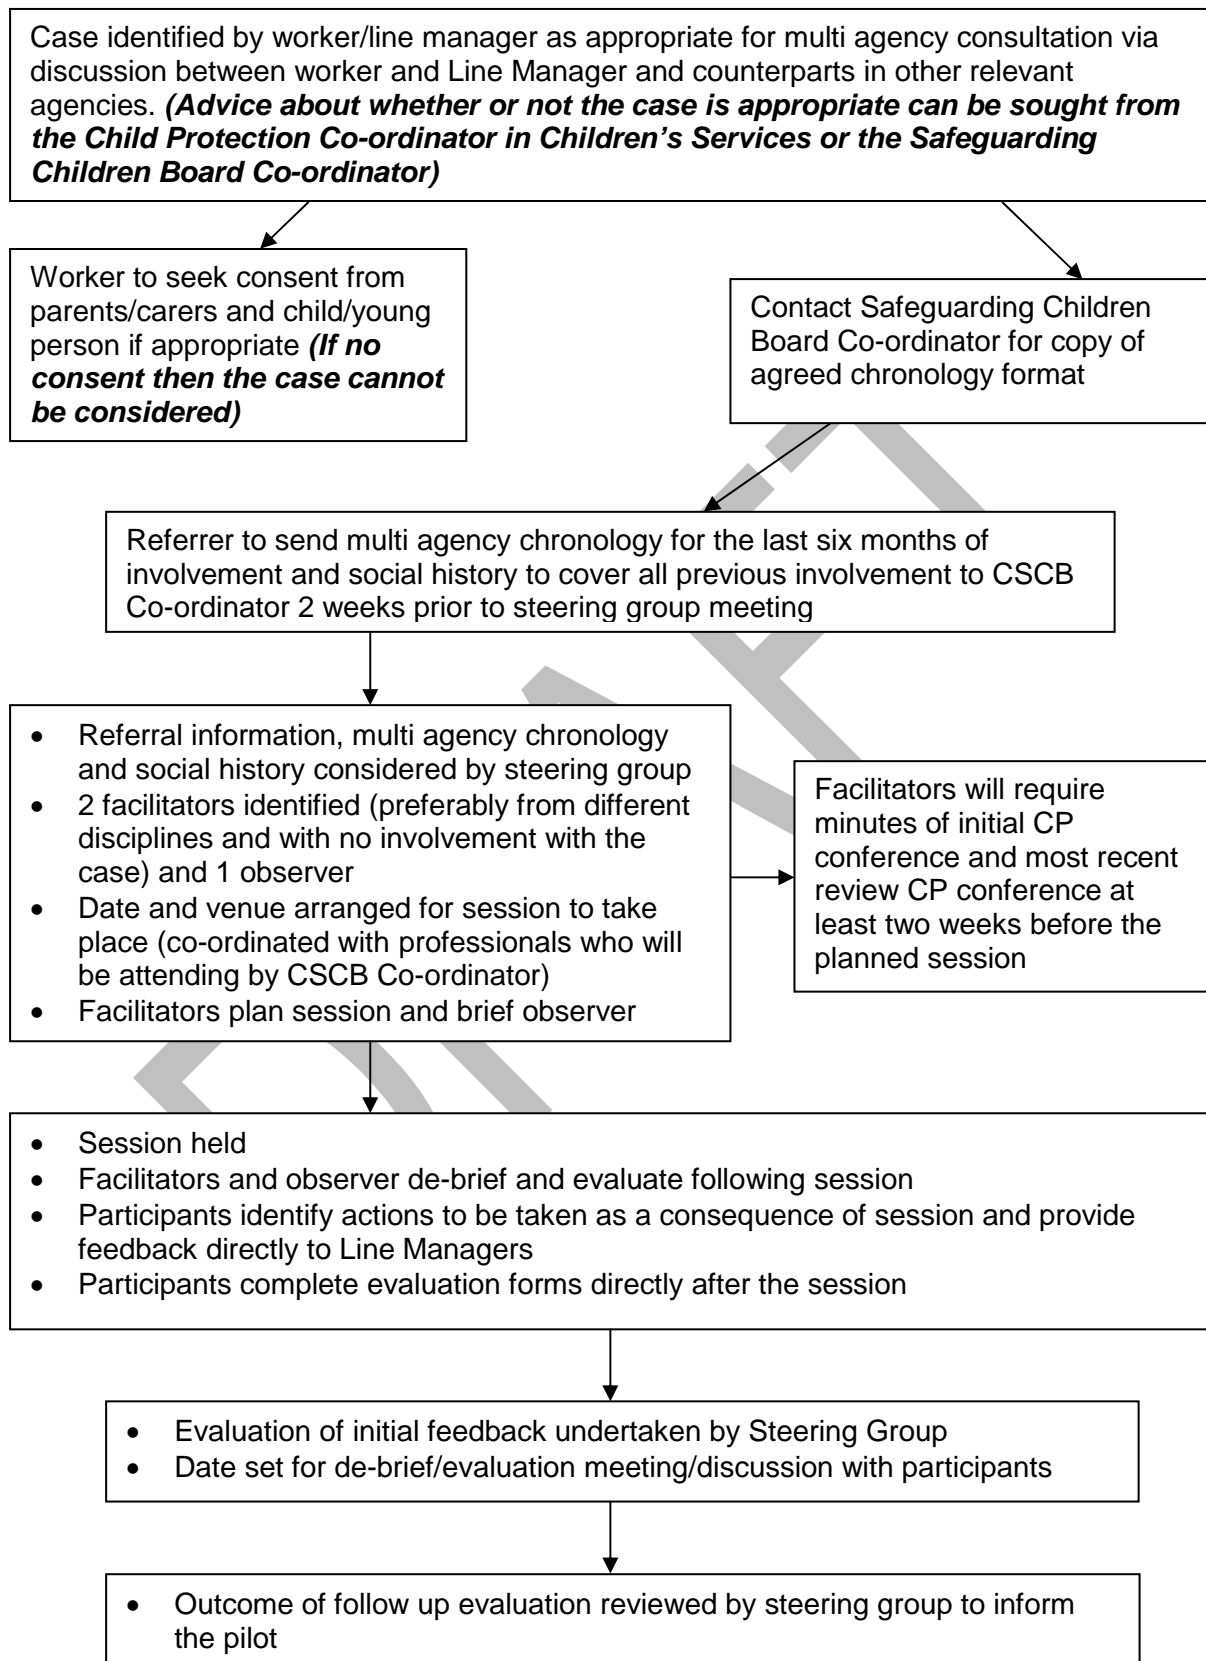 Case identified by worker/line manager as appropriate for multi agency consultation via
discussion between worker and Line Manager and counterparts in other relevant
agencies. (Advice about whether or not the case is appropriate can be sought from
the Child Protection Co-ordinator in Children's Services or the Safeguarding
Children Board Co-ordinator)
Worker to seek consent from
parents/carers and child/young
person if appropriate (If no
consent then the case cannot
be considered)
Contact Safeguarding Children
Board Co-ordinator for copy of
agreed chronology format
Referrer to send multi agency chronology for the last six months of
involvement and social history to cover all previous involvement to CSCB
Co-ordinator 2 weeks prior to steering group meeting
• Referral information, multi agency chronology
and social history considered by steering group
• 2 facilitators identified (preferably from different
disciplines and with no involvement with the
case) and 1 observer
• Date and venue arranged for session to take
place (co-ordinated with professionals who will
be attending by CSCB Co-ordinator)
• Facilitators plan session and brief observer
Facilitators will require
minutes of initial CP
conference and most recent
review CP conference at
least two weeks before the
planned session
• Session held
• Facilitators and observer de-brief and evaluate following session
• Participants identify actions to be taken as a consequence of session and provide
feedback directly to Line Managers
• Participants complete evaluation forms directly after the session
• Evaluation of initial feedback undertaken by Steering Group
• Date set for de-brief/evaluation meeting/discussion with participants
• Outcome of follow up evaluation reviewed by steering group to inform
the pilot
DRAFT